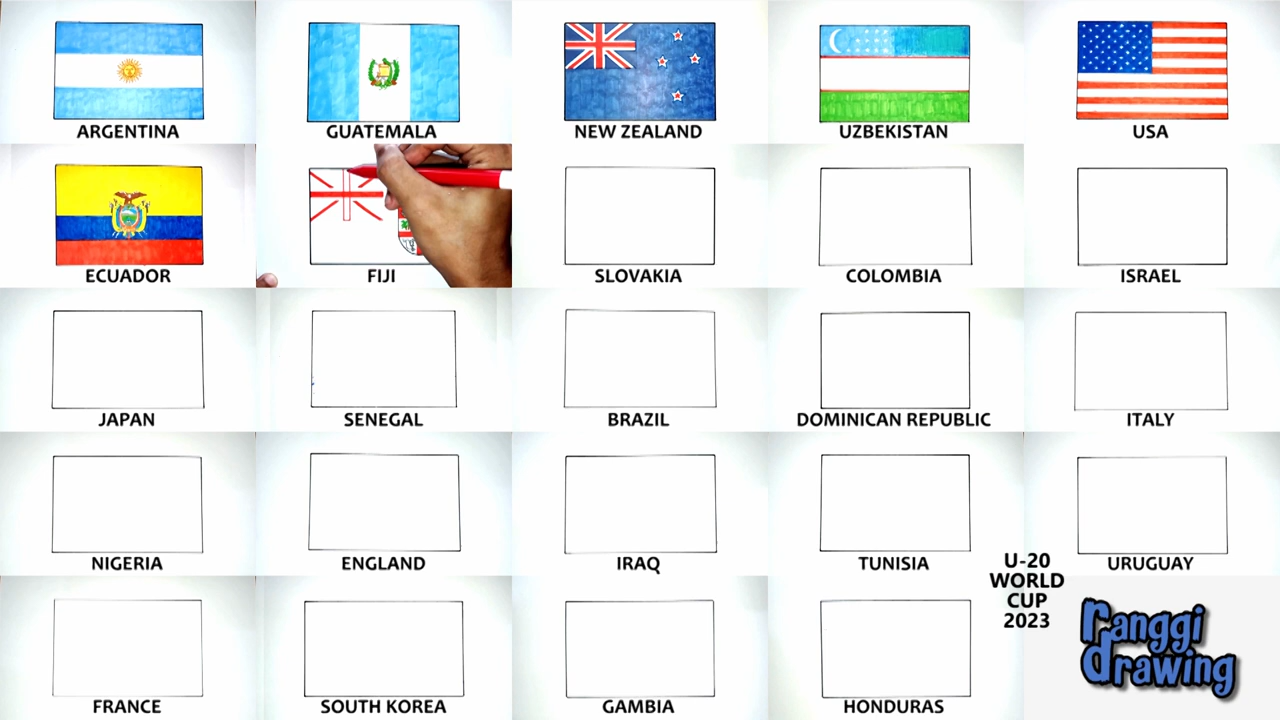 ARGENTINA
GUATEMALA
NEW ZEALAND
UZBEKISTAN
USA
ECUADOR
FIJI
SLOVAKIA
COLOMBIA
ISRAEL
JAPAN
SENEGAL
BRAZIL
DOMINICAN REPUBLIC
ITALY
NIGERIA
ENGLAND
IRAQ
TUNISIA
URUGUAY
FRANCE
SOUTH KOREA
GAMBIA
HONDURAS
U-20
WORLD
CUP
2023
ranggi
drawing